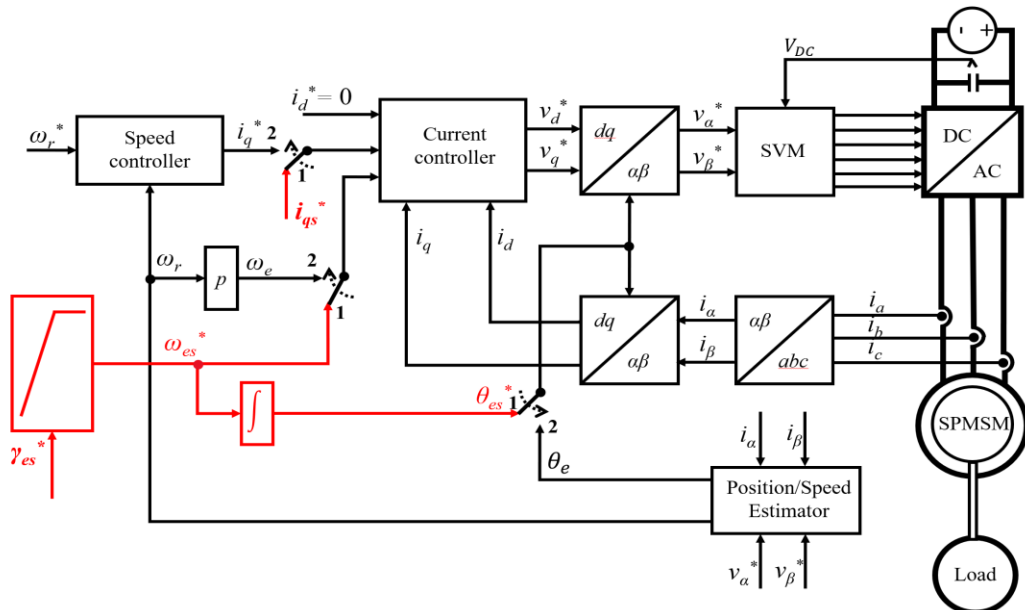 V_DC
- +
i_d* = 0
ω_r*
Speed
controller
i_q*
2
1
i_qs*
Current
controller
v_d*
v_q*
dq
αβ
v_α*
v_β*
SVM
DC
AC
ω_r
p
ω_e
2
1
i_q
i_d
ω_es*
dq
αβ
i_α
i_β
αβ
abc
i_a
i_b
i_c
∫
θ_es*
1
2
γ_es*
θ_e
i_α
i_β
Position/Speed
Estimator
v_α*
v_β*
SPMSM
Load